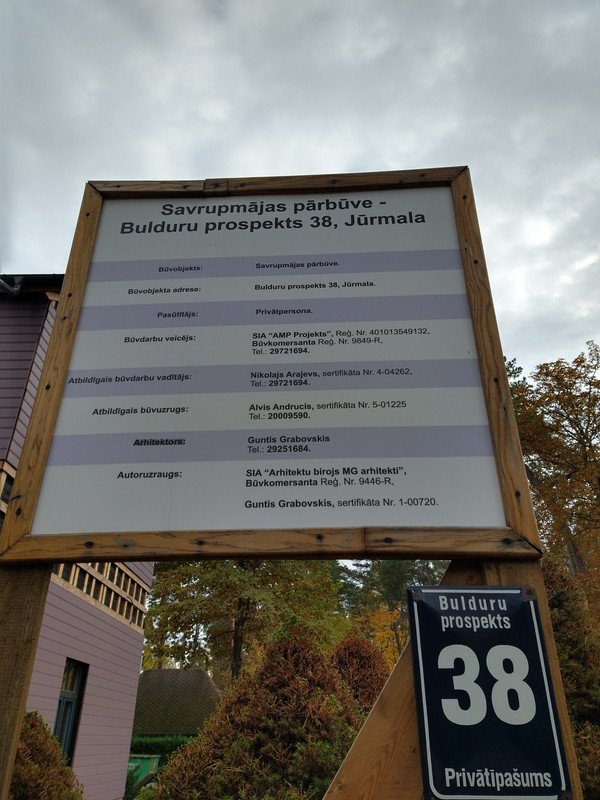 Savrupmājas pārbūve -
Bulduru prospekts 38, Jūrmala
Būvobjekts: Savrupmājas pārbūve.
Būvobjekta adrese: Bulduru prospekts 38, Jūrmala.
Pasūtītājs: Privātpersona.
Būvdarbu veicējs: SIA "AMP Projekts", Reģ. Nr. 401013549132,
Būvkomersanta Reģ. Nr. 9849-R,
Tel.: 29721694.
Atbildīgais būvdarbu vadītājs: Nikolajs Arajevs, sertifikāta Nr. 4-04262,
Tel.: 29721694.
Atbildīgais būvuzrugs: Alvis Andrucis, sertifikāta Nr. 5-01225
Tel.: 20009590.
Arhitektors: Guntis Grabovskis
Tel.: 29251684.
Autoruzraugs: SIA "Arhitektu birojs MG arhitekti",
Būvkomersanta Reģ. Nr. 9446-R,
Guntis Grabovskis, sertifikāta Nr. 1-00720.
Bulduru
prospekts
38
Privātīpašums